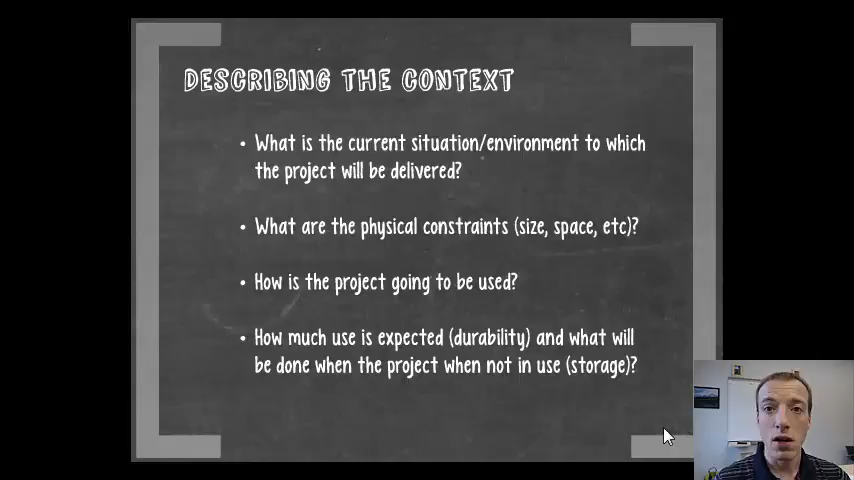 DESCRIBING THE CONTEXT
• What is the current situation/environment to which
the project will be delivered?
• What are the physical constraints (size, space, etc)?
• How is the project going to be used?
• How much use is expected (durability) and what will
be done when the project when not in use (storage)?